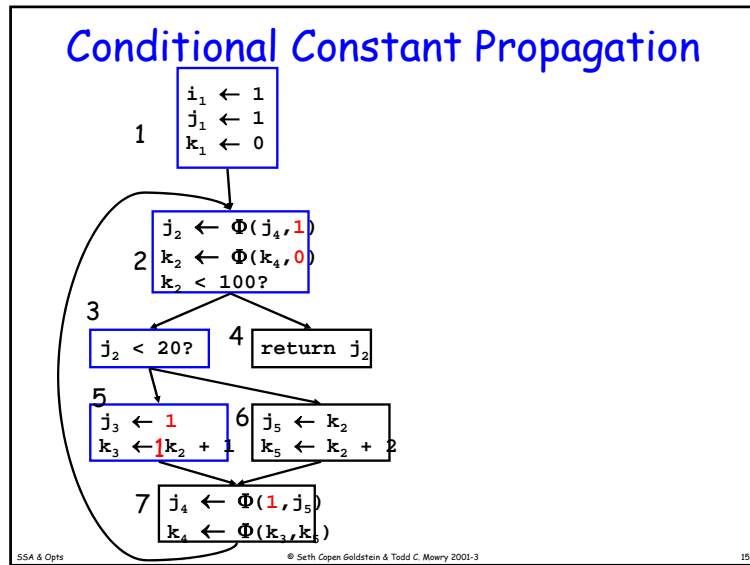 Conditional Constant Propagation
1
i₁ ← 1
j₁ ← 1
k₁ ← 0
2
j₂ ← Φ(j₄,1)
k₂ ← Φ(k₄,0)
k₂ < 100?
3
j₂ < 20?
4
return j₂
5
j₃ ← 1
k₃ ← 1k₂ + 1
6
j₅ ← k₂
k₅ ← k₂ + 2
7
j₄ ← Φ(1,j₅)
k₄ ← Φ(k₃,k₅)
SSA & Opts
© Seth Copen Goldstein & Todd C. Mowry 2001-3
15